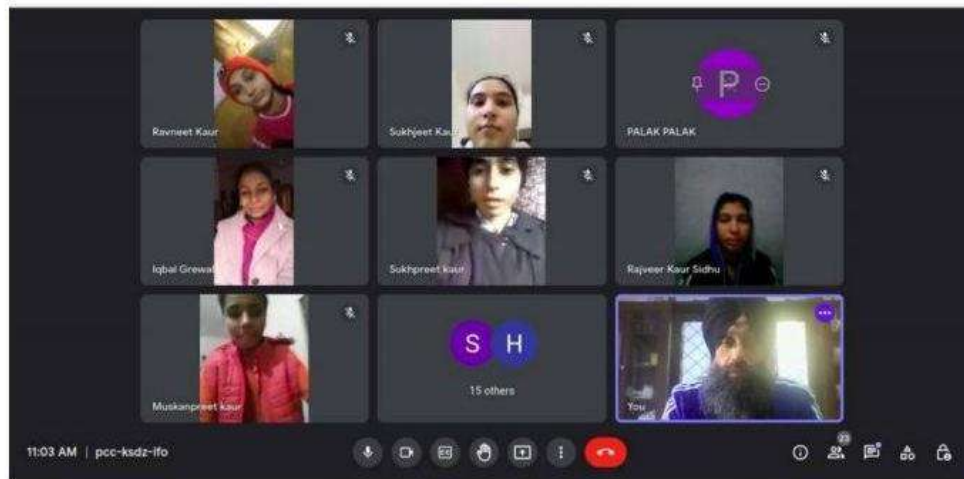 Ravneet Kaur
Sukhjeet Kau
P
PALAK PALAK
Iqbal Grewal
Sukhpreet kaur
Rajveer Kaur Sidhu
Muskanpreet kaur
S H
15 others
You
11:03 AM | pcc-ksdz-ifo
CC
23